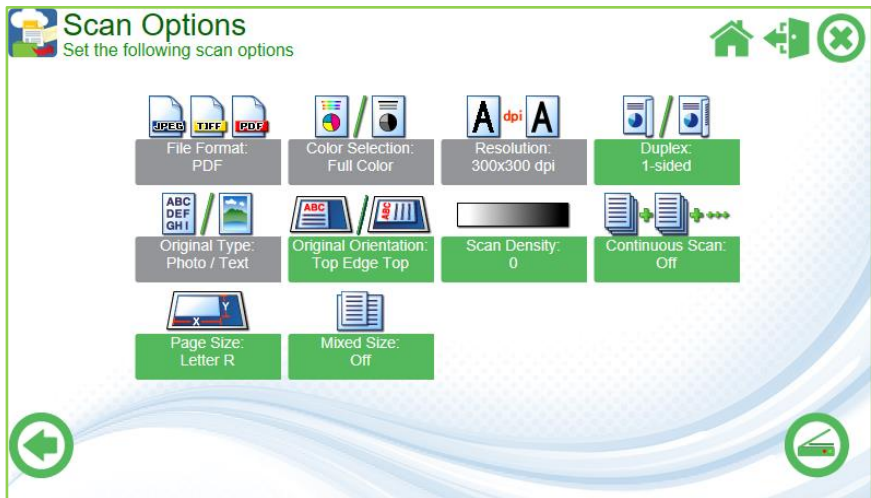 Scan Options
Set the following scan options
JPEG TIFF PDF
A dpi A
File Format:
PDF
Color Selection:
Full Color
Resolution:
300x300 dpi
Duplex:
1-sided
ABC
DEF
GHI
ABC
ABC
Original Type:
Photo / Text
Original Orientation:
Top Edge Top
Scan Density:
0
Continuous Scan:
Off
Y
X
Page Size:
Letter R
Mixed Size:
Off